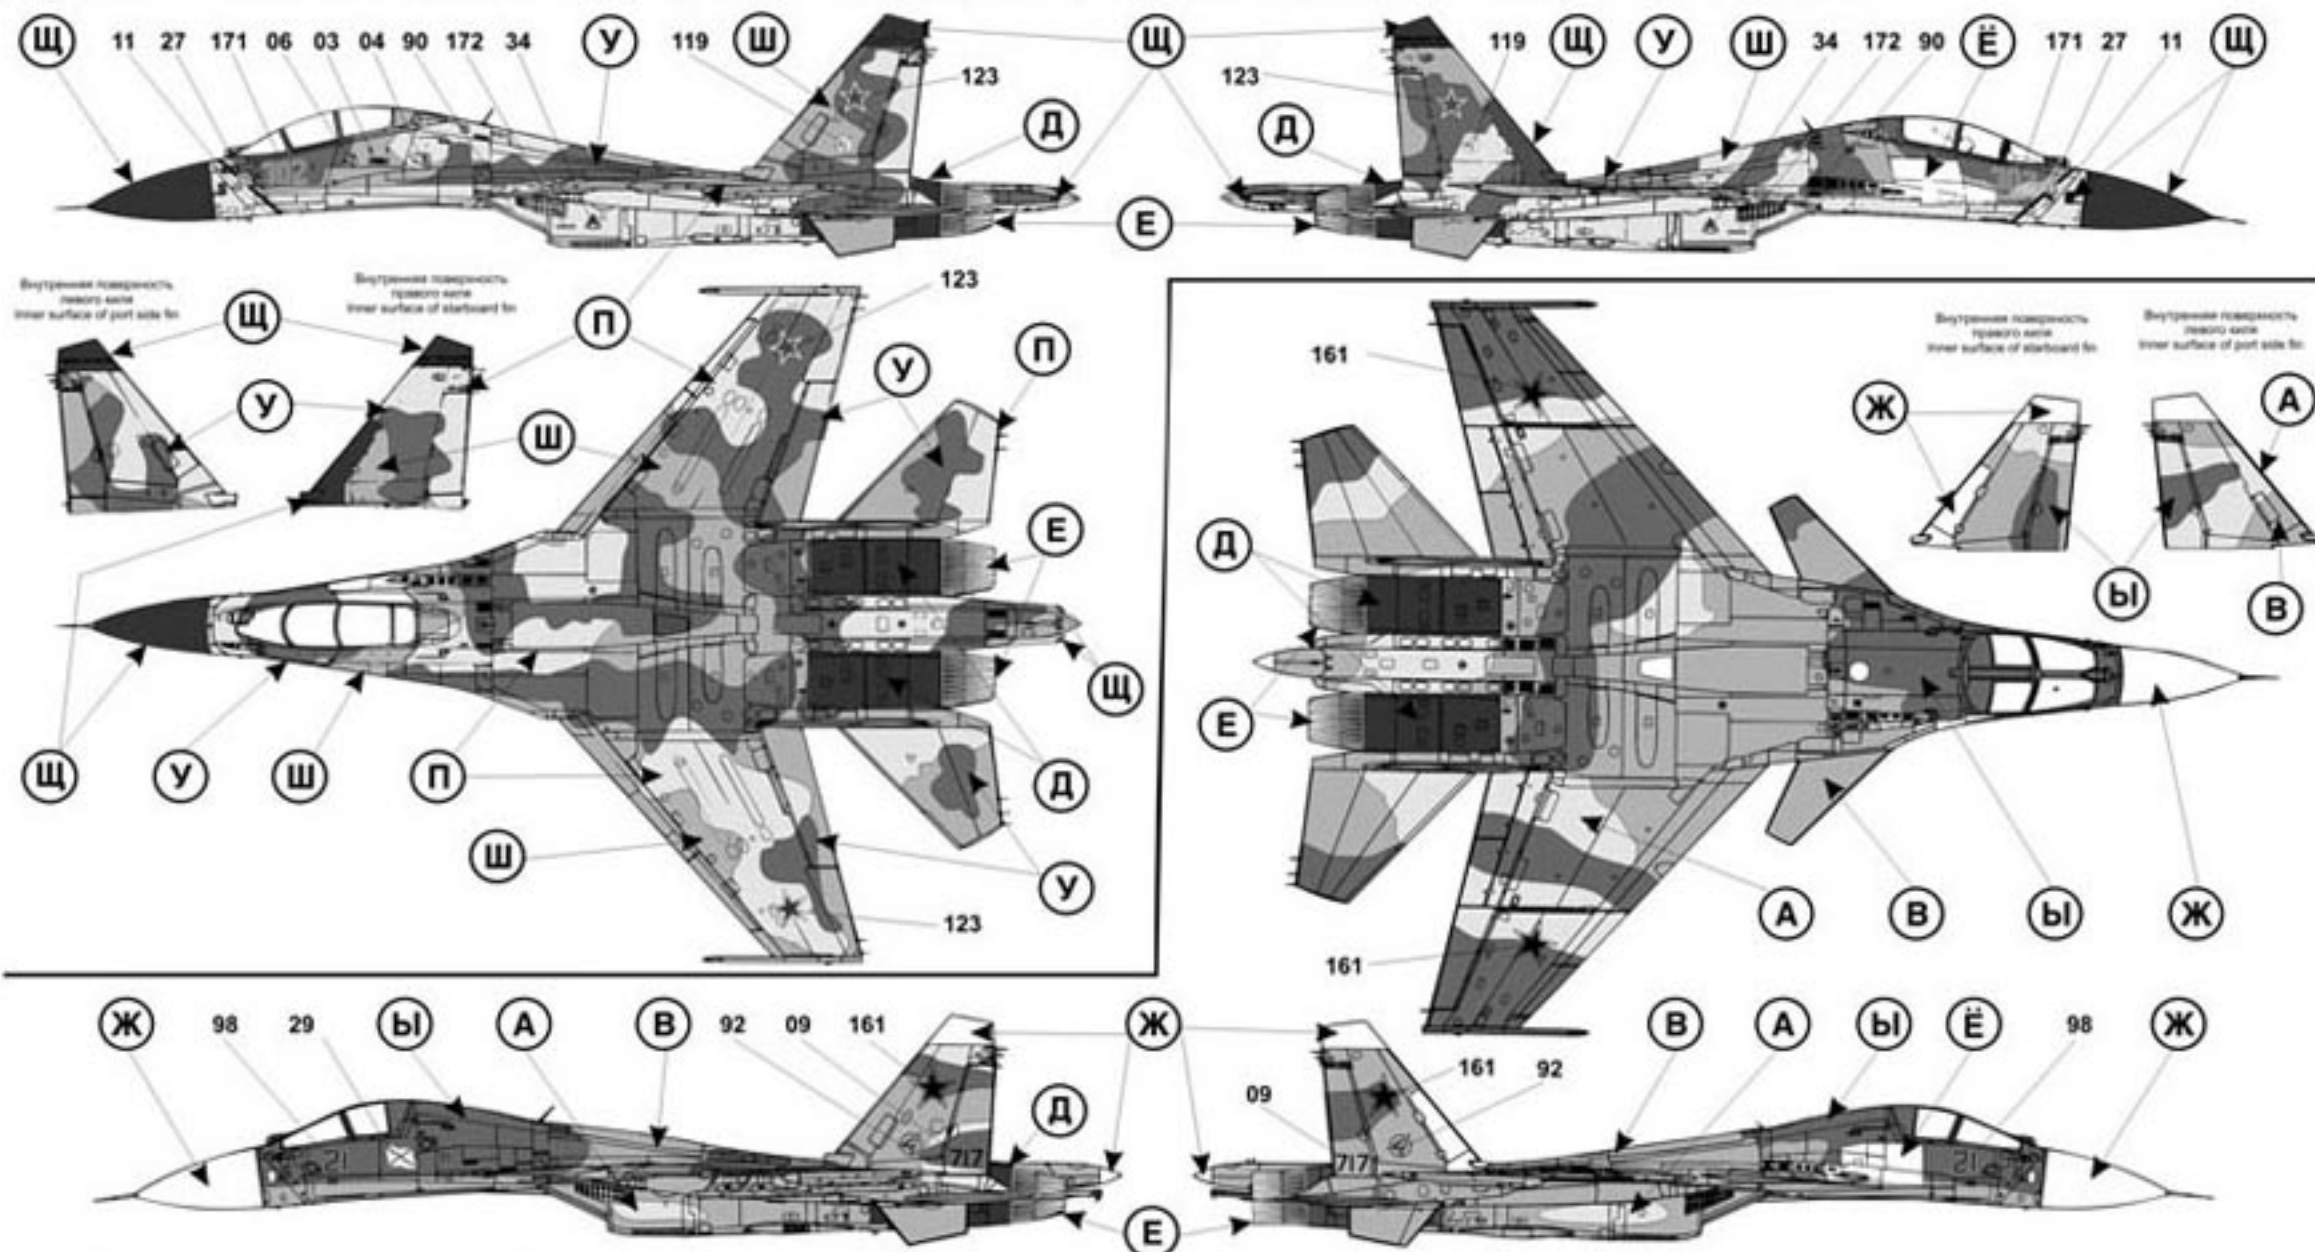 Щ 11 27 171 06 03 04 90 172 34 У 119 Ш Щ 119 Щ У Ш 34 172 90 Ё 171 27 11 Щ
123 123
Д Д
Е
Внутренняя поверхность
левого киля
Inner surface of port side fin
Внутренняя поверхность
правого киля
Inner surface of starboard fin
123
Щ П П
У У
Ш
Е
Щ
Щ У Ш П Д
Ш У
123
Внутренняя поверхность
правого киля
Inner surface of starboard fin
Внутренняя поверхность
левого киля
Inner surface of port side fin
161
Ж А
Д
Ы В
Е
А В Ы Ж
161
Ж 98 29 Ы А В 92 09 161 Ж В А Ы Ё 98 Ж
161 92
09
Д
21 717 717 21
Е